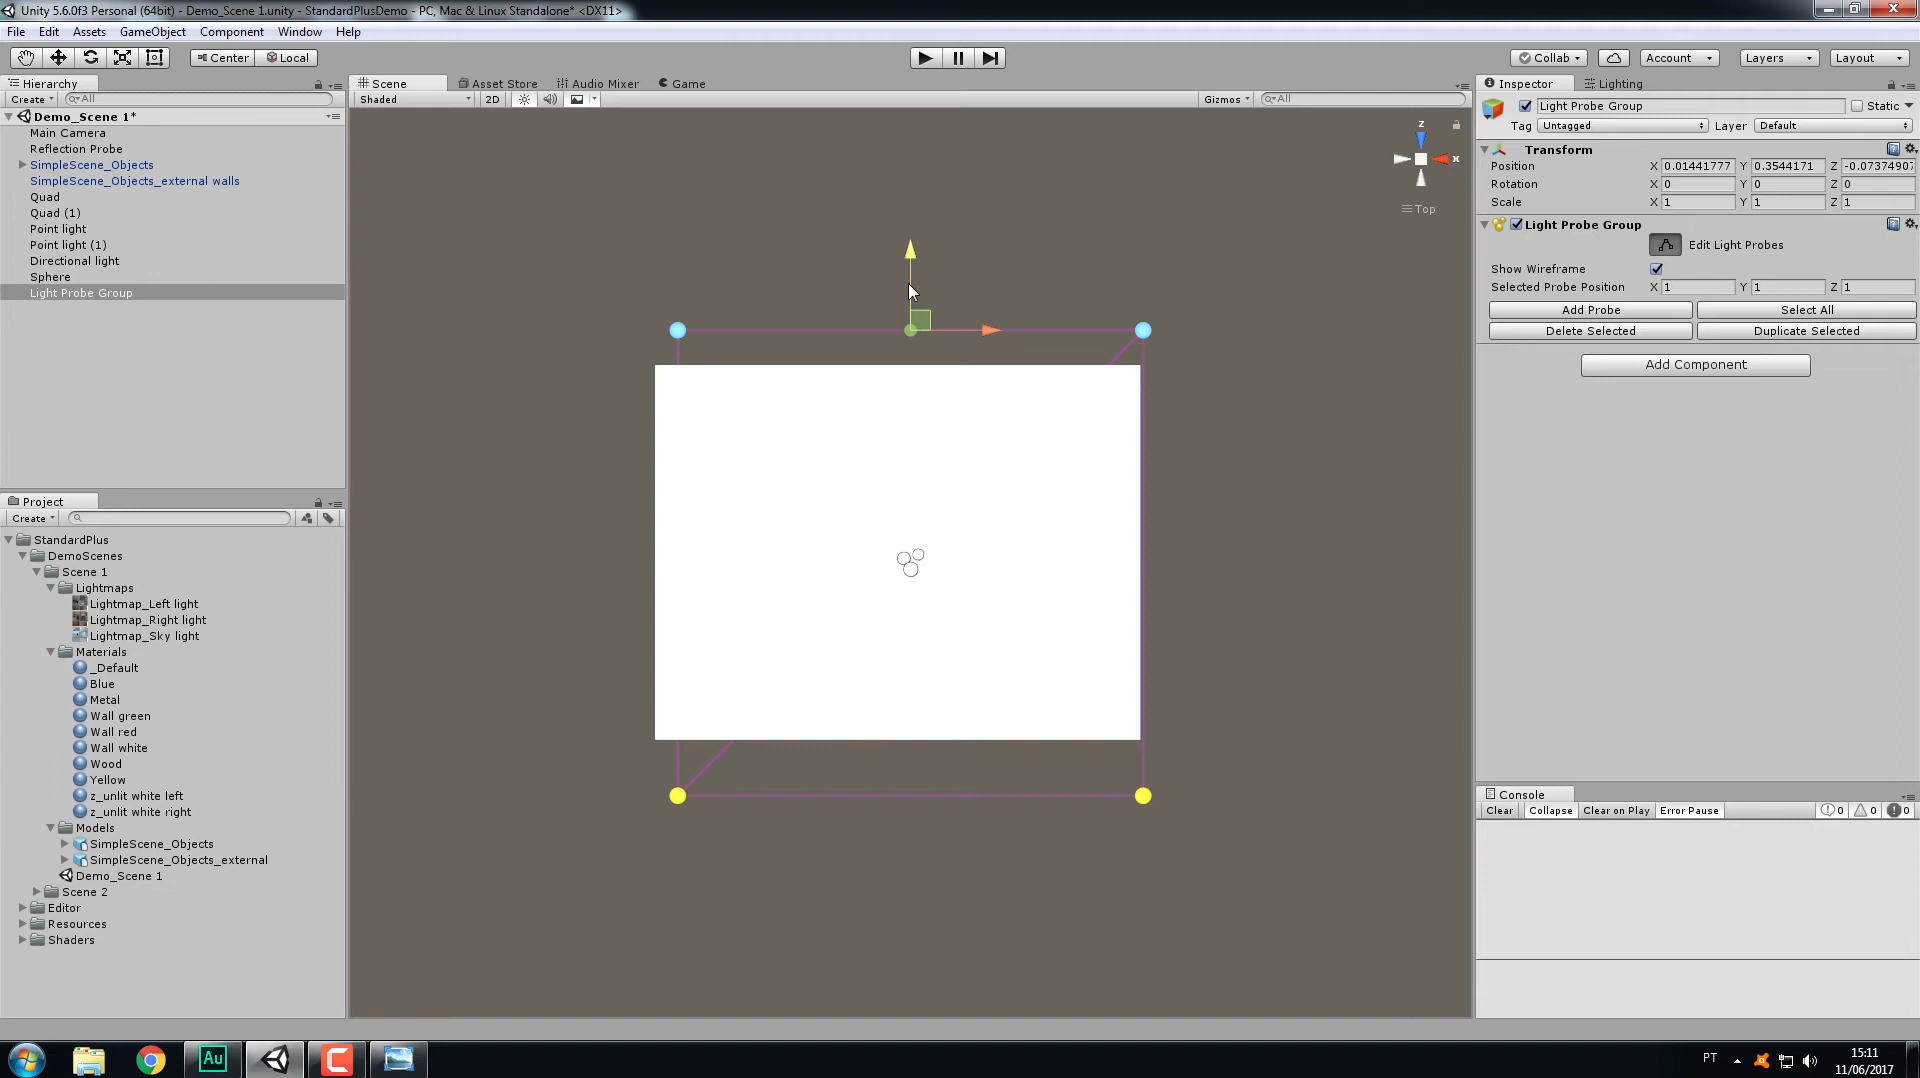 Unity 5.6.0f3 Personal (64bit) - Demo_Scene 1.unity - StandardPlusDemo - PC, Mac & Linux Standalone* <DX11>
File Edit Assets GameObject Component Window Help
Center Local Collab Account Layers Layout
Hierarchy
Create All
Demo_Scene 1*
Main Camera
Reflection Probe
SimpleScene_Objects
SimpleScene_Objects_external walls
Quad
Quad (1)
Point light
Point light (1)
Directional light
Sphere
Light Probe Group
Project
Create
StandardPlus
DemoScenes
Scene 1
Lightmaps
Lightmap_Left light
Lightmap_Right light
Lightmap_Sky light
Materials
_Default
Blue
Metal
Wall green
Wall red
Wall white
Wood
Yellow
z_unlit white left
z_unlit white right
Models
SimpleScene_Objects
SimpleScene_Objects_external
Demo_Scene 1
Scene 2
Editor
Resources
Shaders
Scene Asset Store Audio Mixer Game
Shaded 2D Gizmos All
z
x
Top
Inspector Lighting
Light Probe Group Static
Tag Untagged Layer Default
Transform
Position X 0.01441777 Y 0.3544171 Z -0.07374907
Rotation X 0 Y 0 Z 0
Scale X 1 Y 1 Z 1
Light Probe Group
Edit Light Probes
Show Wireframe
Selected Probe Position X 1 Y 1 Z 1
Add Probe Select All
Delete Selected Duplicate Selected
Add Component
Console
Clear Collapse Clear on Play Error Pause 0 0 0
Au
PT
15:11
11/06/2017